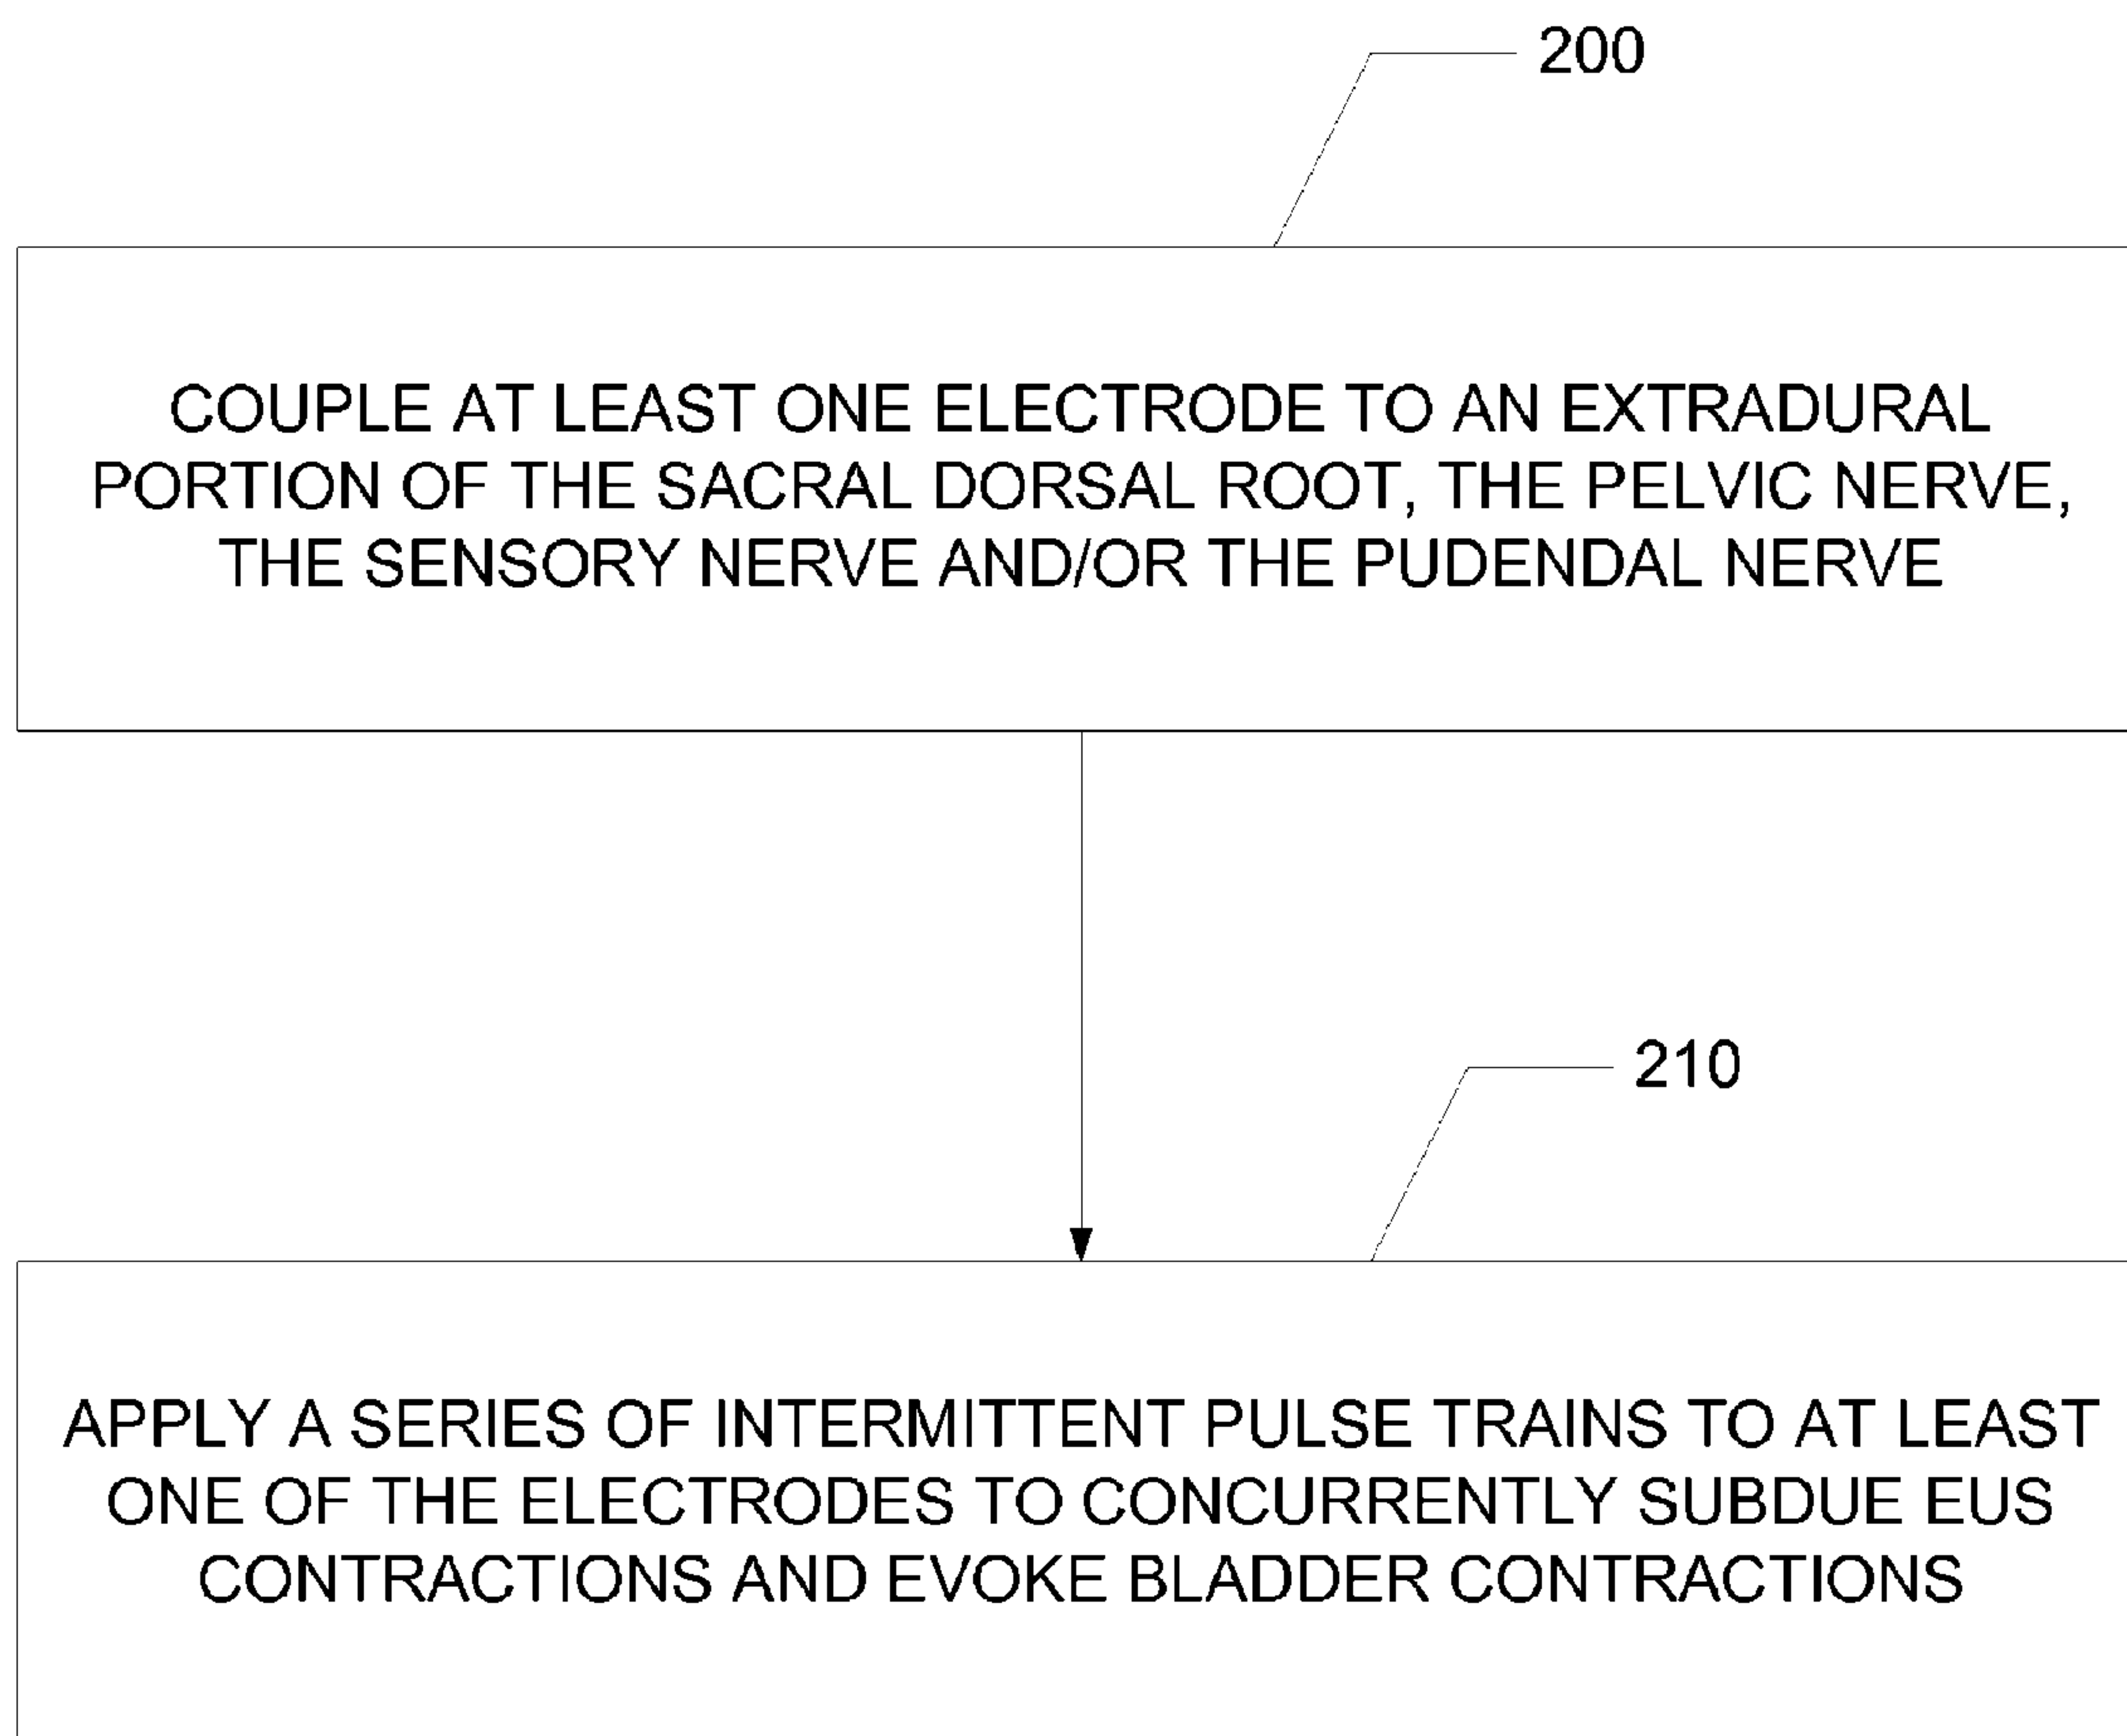 200
COUPLE AT LEAST ONE ELECTRODE TO AN EXTRADURAL
PORTION OF THE SACRAL DORSAL ROOT, THE PELVIC NERVE,
THE SENSORY NERVE AND/OR THE PUDENDAL NERVE
210
APPLY A SERIES OF INTERMITTENT PULSE TRAINS TO AT LEAST
ONE OF THE ELECTRODES TO CONCURRENTLY SUBDUE EUS
CONTRACTIONS AND EVOKE BLADDER CONTRACTIONS